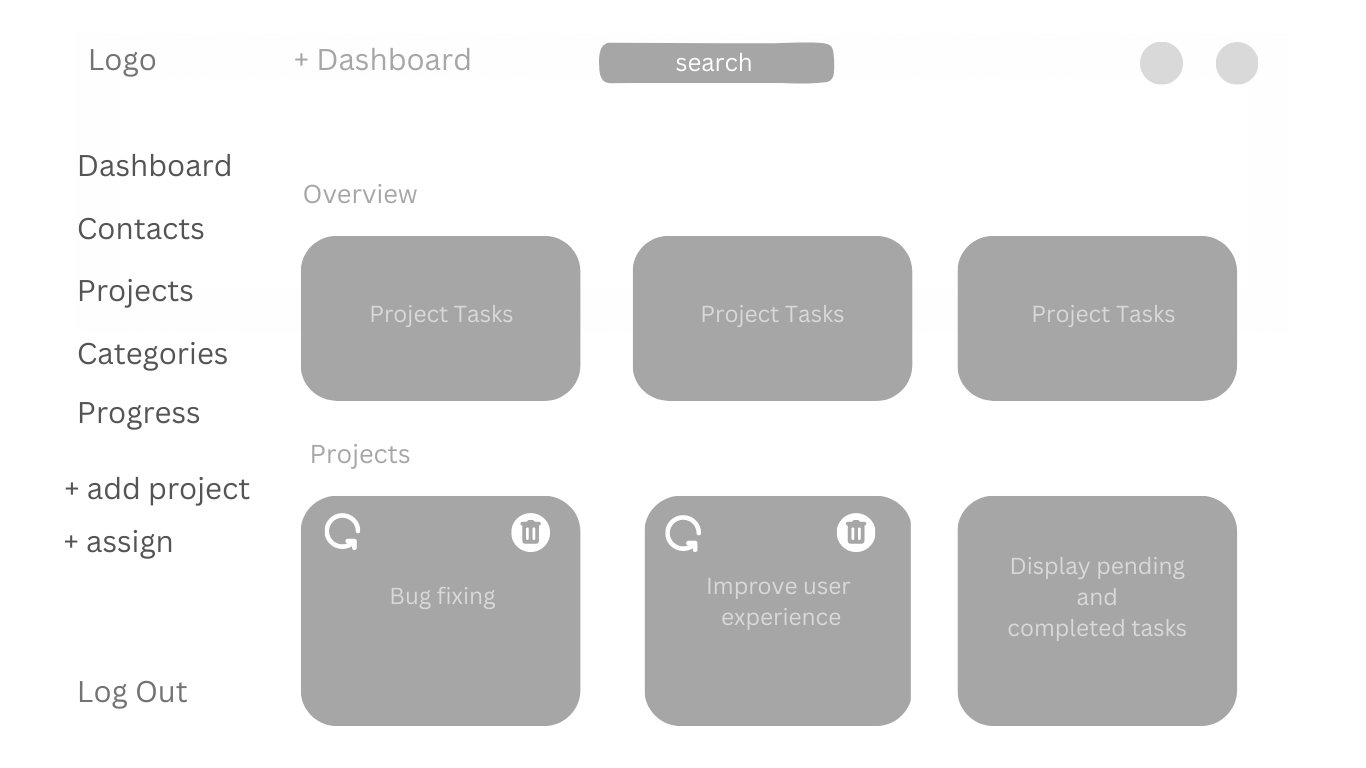 Logo
+ Dashboard
search
Dashboard
Contacts
Projects
Categories
Progress
+ add project
+ assign
Log Out
Overview
Project Tasks
Project Tasks
Project Tasks
Projects
Bug fixing
Improve user
experience
Display pending
and
completed tasks